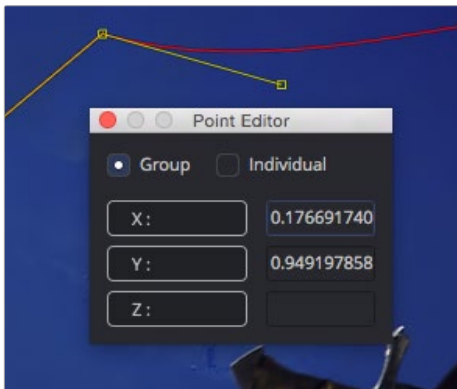 Point Editor
Group Individual
X: 0.176691740
Y: 0.949197858
Z: